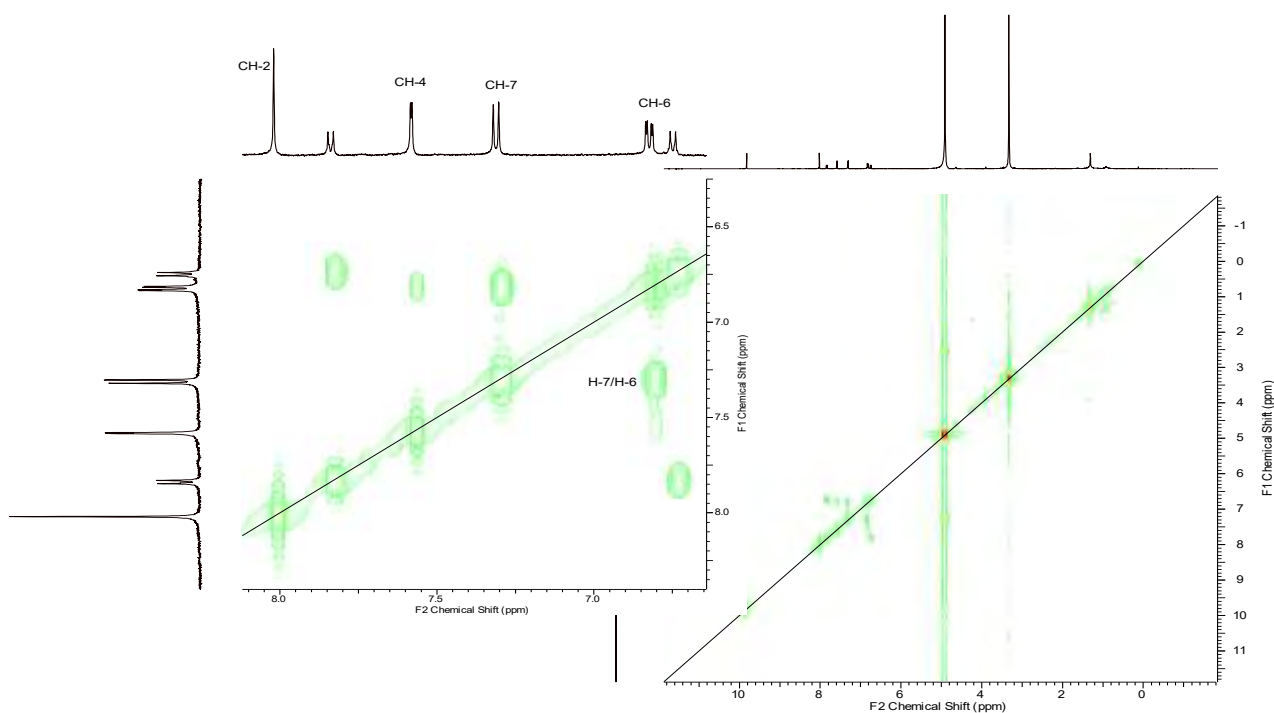 CH-2
CH-4
CH-7
CH-6
6.5
7.0
7.5
8.0
F1 Chemical Shift (ppm)
H-7/H-6
8.0 7.5 7.0
F2 Chemical Shift (ppm)
-1
0
1
2
3
4
5
6
7
8
9
10
11
F1 Chemical Shift (ppm)
10 8 6 4 2 0
F2 Chemical Shift (ppm)